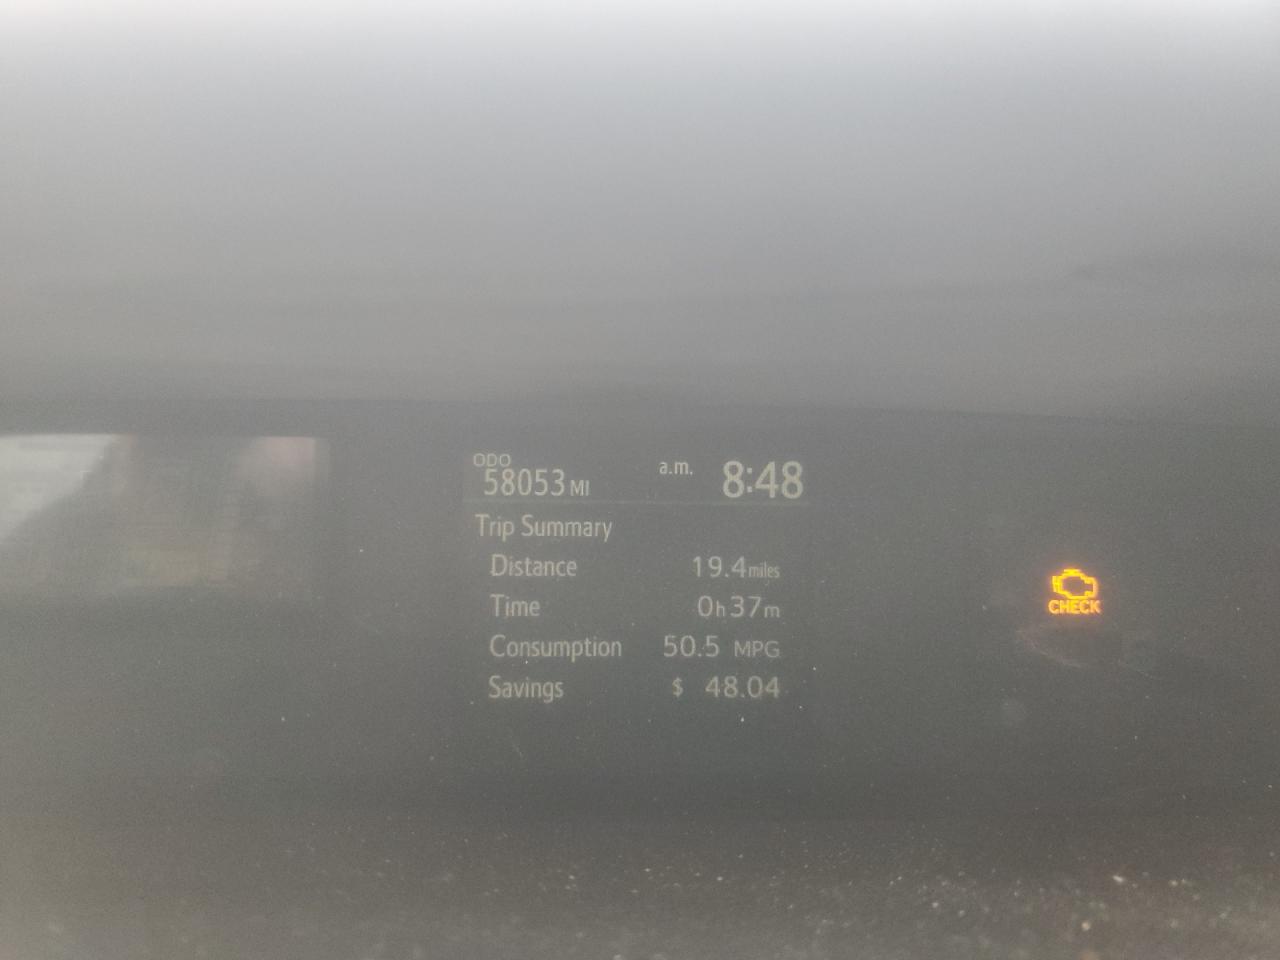 ODO
58053 MI a.m. 8:48
Trip Summary
Distance 19.4 miles
Time 0h 37m
Consumption 50.5 MPG
Savings $ 48.04
CHECK